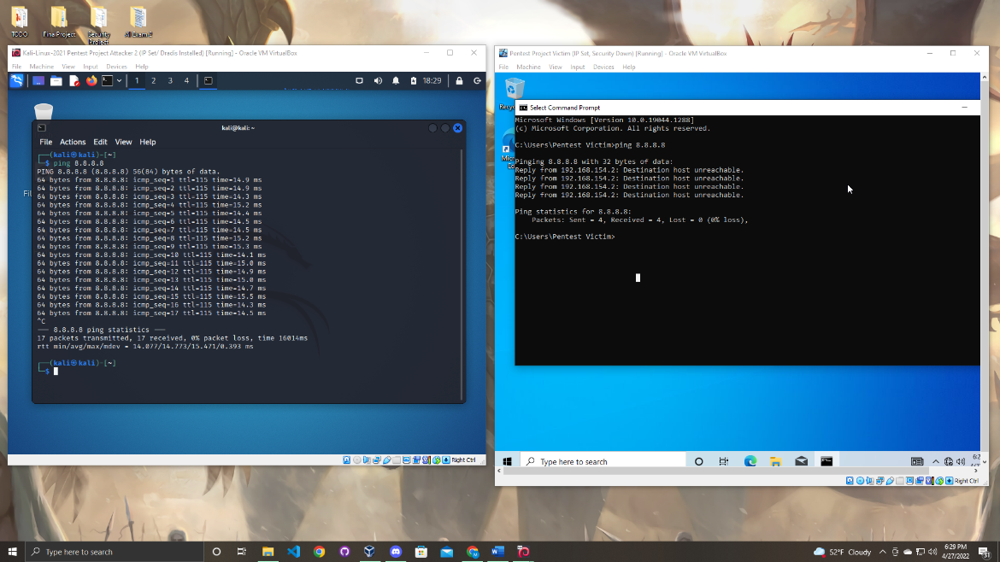 TODO
Final Project
Security Project
Kali-Linux-2021 Pentest Project Attacker 2 (IP Set/ Dradis Installed) [Running] - Oracle VM VirtualBox
File Machine View Input Devices Help
1 2 3 4
18:29
kali@kali: ~
File Actions Edit View Help
(kali㉿kali)-[~]
$ ping 8.8.8.8
PING 8.8.8.8 (8.8.8.8) 56(84) bytes of data.
64 bytes from 8.8.8.8: icmp_seq=1 ttl=115 time=14.9 ms
64 bytes from 8.8.8.8: icmp_seq=2 ttl=115 time=14.9 ms
64 bytes from 8.8.8.8: icmp_seq=3 ttl=115 time=14.3 ms
64 bytes from 8.8.8.8: icmp_seq=4 ttl=115 time=15.2 ms
64 bytes from 8.8.8.8: icmp_seq=5 ttl=115 time=14.4 ms
64 bytes from 8.8.8.8: icmp_seq=6 ttl=115 time=14.5 ms
64 bytes from 8.8.8.8: icmp_seq=7 ttl=115 time=14.5 ms
64 bytes from 8.8.8.8: icmp_seq=8 ttl=115 time=15.2 ms
64 bytes from 8.8.8.8: icmp_seq=9 ttl=115 time=15.3 ms
64 bytes from 8.8.8.8: icmp_seq=10 ttl=115 time=14.1 ms
64 bytes from 8.8.8.8: icmp_seq=11 ttl=115 time=15.0 ms
64 bytes from 8.8.8.8: icmp_seq=12 ttl=115 time=14.9 ms
64 bytes from 8.8.8.8: icmp_seq=13 ttl=115 time=15.0 ms
64 bytes from 8.8.8.8: icmp_seq=14 ttl=115 time=14.7 ms
64 bytes from 8.8.8.8: icmp_seq=15 ttl=115 time=15.5 ms
64 bytes from 8.8.8.8: icmp_seq=16 ttl=115 time=14.3 ms
64 bytes from 8.8.8.8: icmp_seq=17 ttl=115 time=14.5 ms
^C
--- 8.8.8.8 ping statistics ---
17 packets transmitted, 17 received, 0% packet loss, time 16014ms
rtt min/avg/max/mdev = 14.077/14.773/15.471/0.393 ms
(kali㉿kali)-[~]
$
Right Ctrl
Pentest Project Victim (IP Set, Security Down) [Running] - Oracle VM VirtualBox
File Machine View Input Devices Help
Select Command Prompt
Microsoft Windows [Version 10.0.19044.1288]
(c) Microsoft Corporation. All rights reserved.
C:\Users\Pentest Victim>ping 8.8.8.8
Pinging 8.8.8.8 with 32 bytes of data:
Reply from 192.168.154.2: Destination host unreachable.
Reply from 192.168.154.2: Destination host unreachable.
Reply from 192.168.154.2: Destination host unreachable.
Reply from 192.168.154.2: Destination host unreachable.
Ping statistics for 8.8.8.8:
Packets: Sent = 4, Received = 4, Lost = 0 (0% loss),
C:\Users\Pentest Victim>
Type here to search
Right Ctrl
Type here to search
52°F Cloudy
6:29 PM
4/27/2022
31